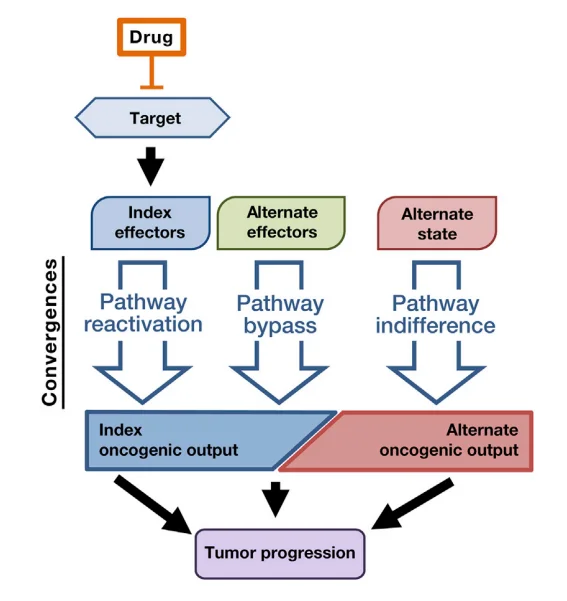 Drug
Target
Index
effectors
Alternate
effectors
Alternate
state
Convergences
Pathway
reactivation
Pathway
bypass
Pathway
indifference
Index
oncogenic output
Alternate
oncogenic output
Tumor progression